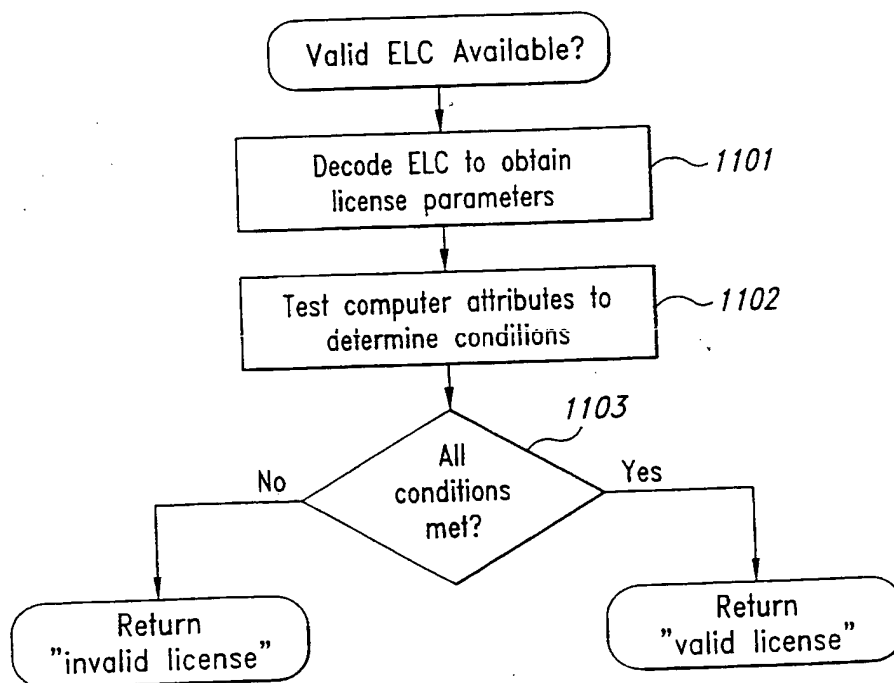 Valid ELC Available?
Decode ELC to obtain
license parameters
1101
Test computer attributes to
determine conditions
1102
1103
All
conditions
met?
No
Yes
Return
"invalid license"
Return
"valid license"